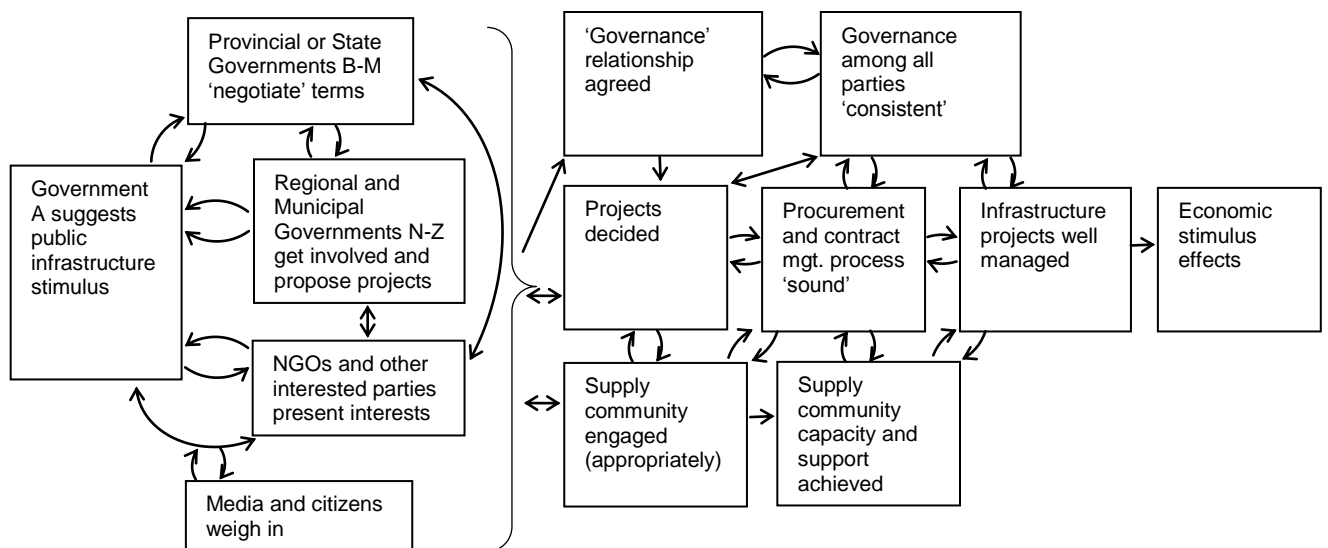 Provincial or State
Governments B-M
‘negotiate’ terms
Government
A suggests
public
infrastructure
stimulus
Regional and
Municipal
Governments N-Z
get involved and
propose projects
NGOs and other
interested parties
present interests
Media and citizens
weigh in
‘Governance’
relationship
agreed
Governance
among all
parties
‘consistent’
Projects
decided
Procurement
and contract
mgt. process
‘sound’
Infrastructure
projects well
managed
Economic
stimulus
effects
Supply
community
engaged
(appropriately)
Supply
community
capacity and
support
achieved